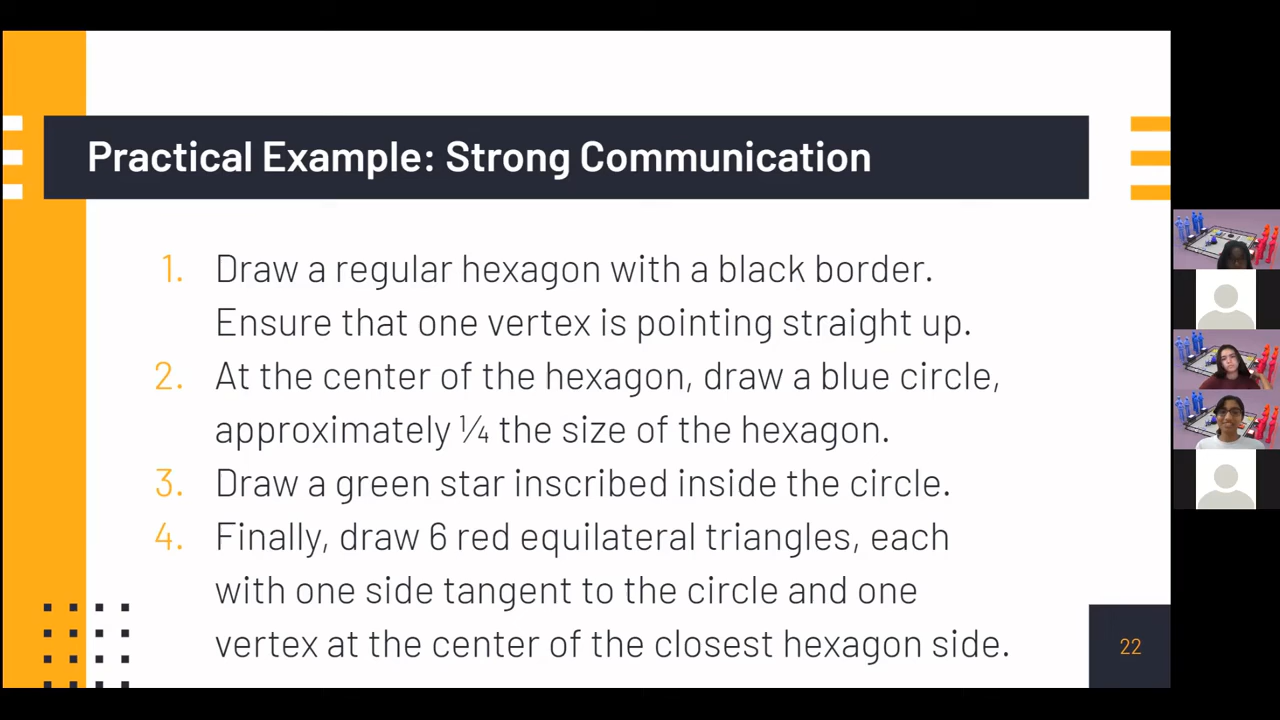 Practical Example: Strong Communication
1. Draw a regular hexagon with a black border.
Ensure that one vertex is pointing straight up.
2. At the center of the hexagon, draw a blue circle,
approximately ¼ the size of the hexagon.
3. Draw a green star inscribed inside the circle.
4. Finally, draw 6 red equilateral triangles, each
with one side tangent to the circle and one
vertex at the center of the closest hexagon side.
22